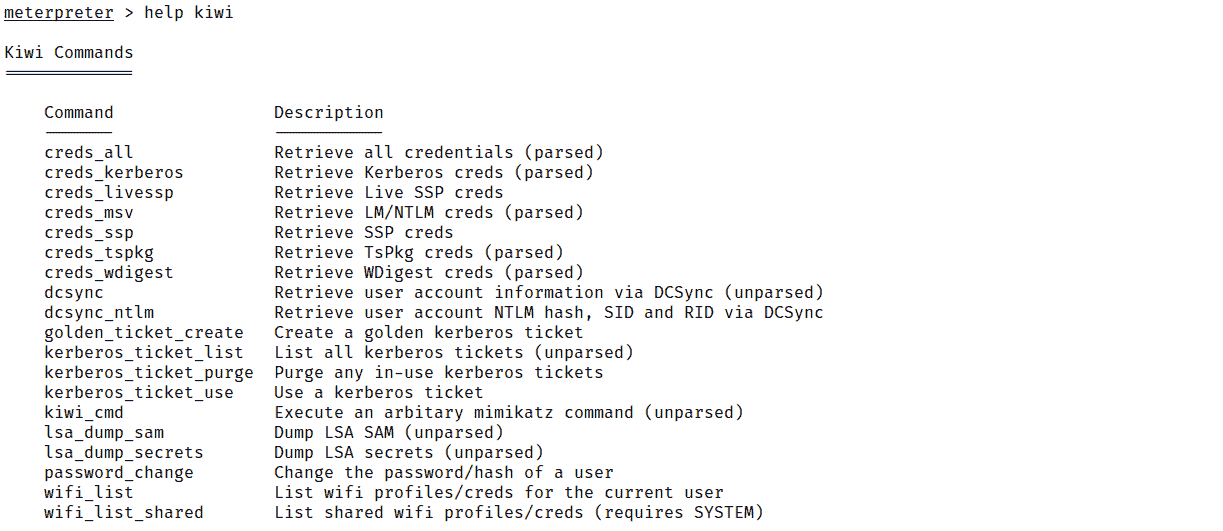 meterpreter > help kiwi
Kiwi Commands
=============
Command Description
------- -----------
creds_all Retrieve all credentials (parsed)
creds_kerberos Retrieve Kerberos creds (parsed)
creds_livessp Retrieve Live SSP creds
creds_msv Retrieve LM/NTLM creds (parsed)
creds_ssp Retrieve SSP creds
creds_tspkg Retrieve TsPkg creds (parsed)
creds_wdigest Retrieve WDigest creds (parsed)
dcsync Retrieve user account information via DCSync (unparsed)
dcsync_ntlm Retrieve user account NTLM hash, SID and RID via DCSync
golden_ticket_create Create a golden kerberos ticket
kerberos_ticket_list List all kerberos tickets (unparsed)
kerberos_ticket_purge Purge any in-use kerberos tickets
kerberos_ticket_use Use a kerberos ticket
kiwi_cmd Execute an arbitary mimikatz command (unparsed)
lsa_dump_sam Dump LSA SAM (unparsed)
lsa_dump_secrets Dump LSA secrets (unparsed)
password_change Change the password/hash of a user
wifi_list List wifi profiles/creds for the current user
wifi_list_shared List shared wifi profiles/creds (requires SYSTEM)